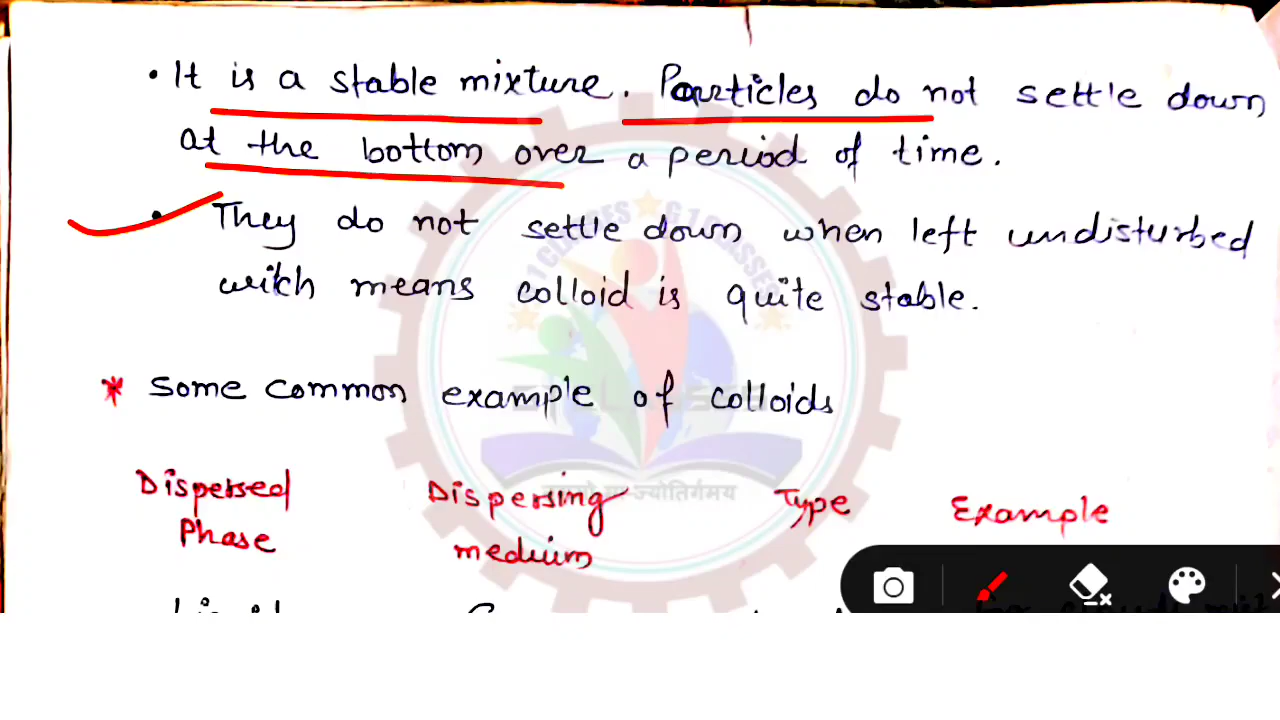 • It is a stable mixture. Particles do not settle down
at the bottom over a period of time.
• They do not settle down when left undisturbed
witch means colloid is quite stable.
* Some common example of colloids
Dispersed Dispersing Type Example
Phase medium